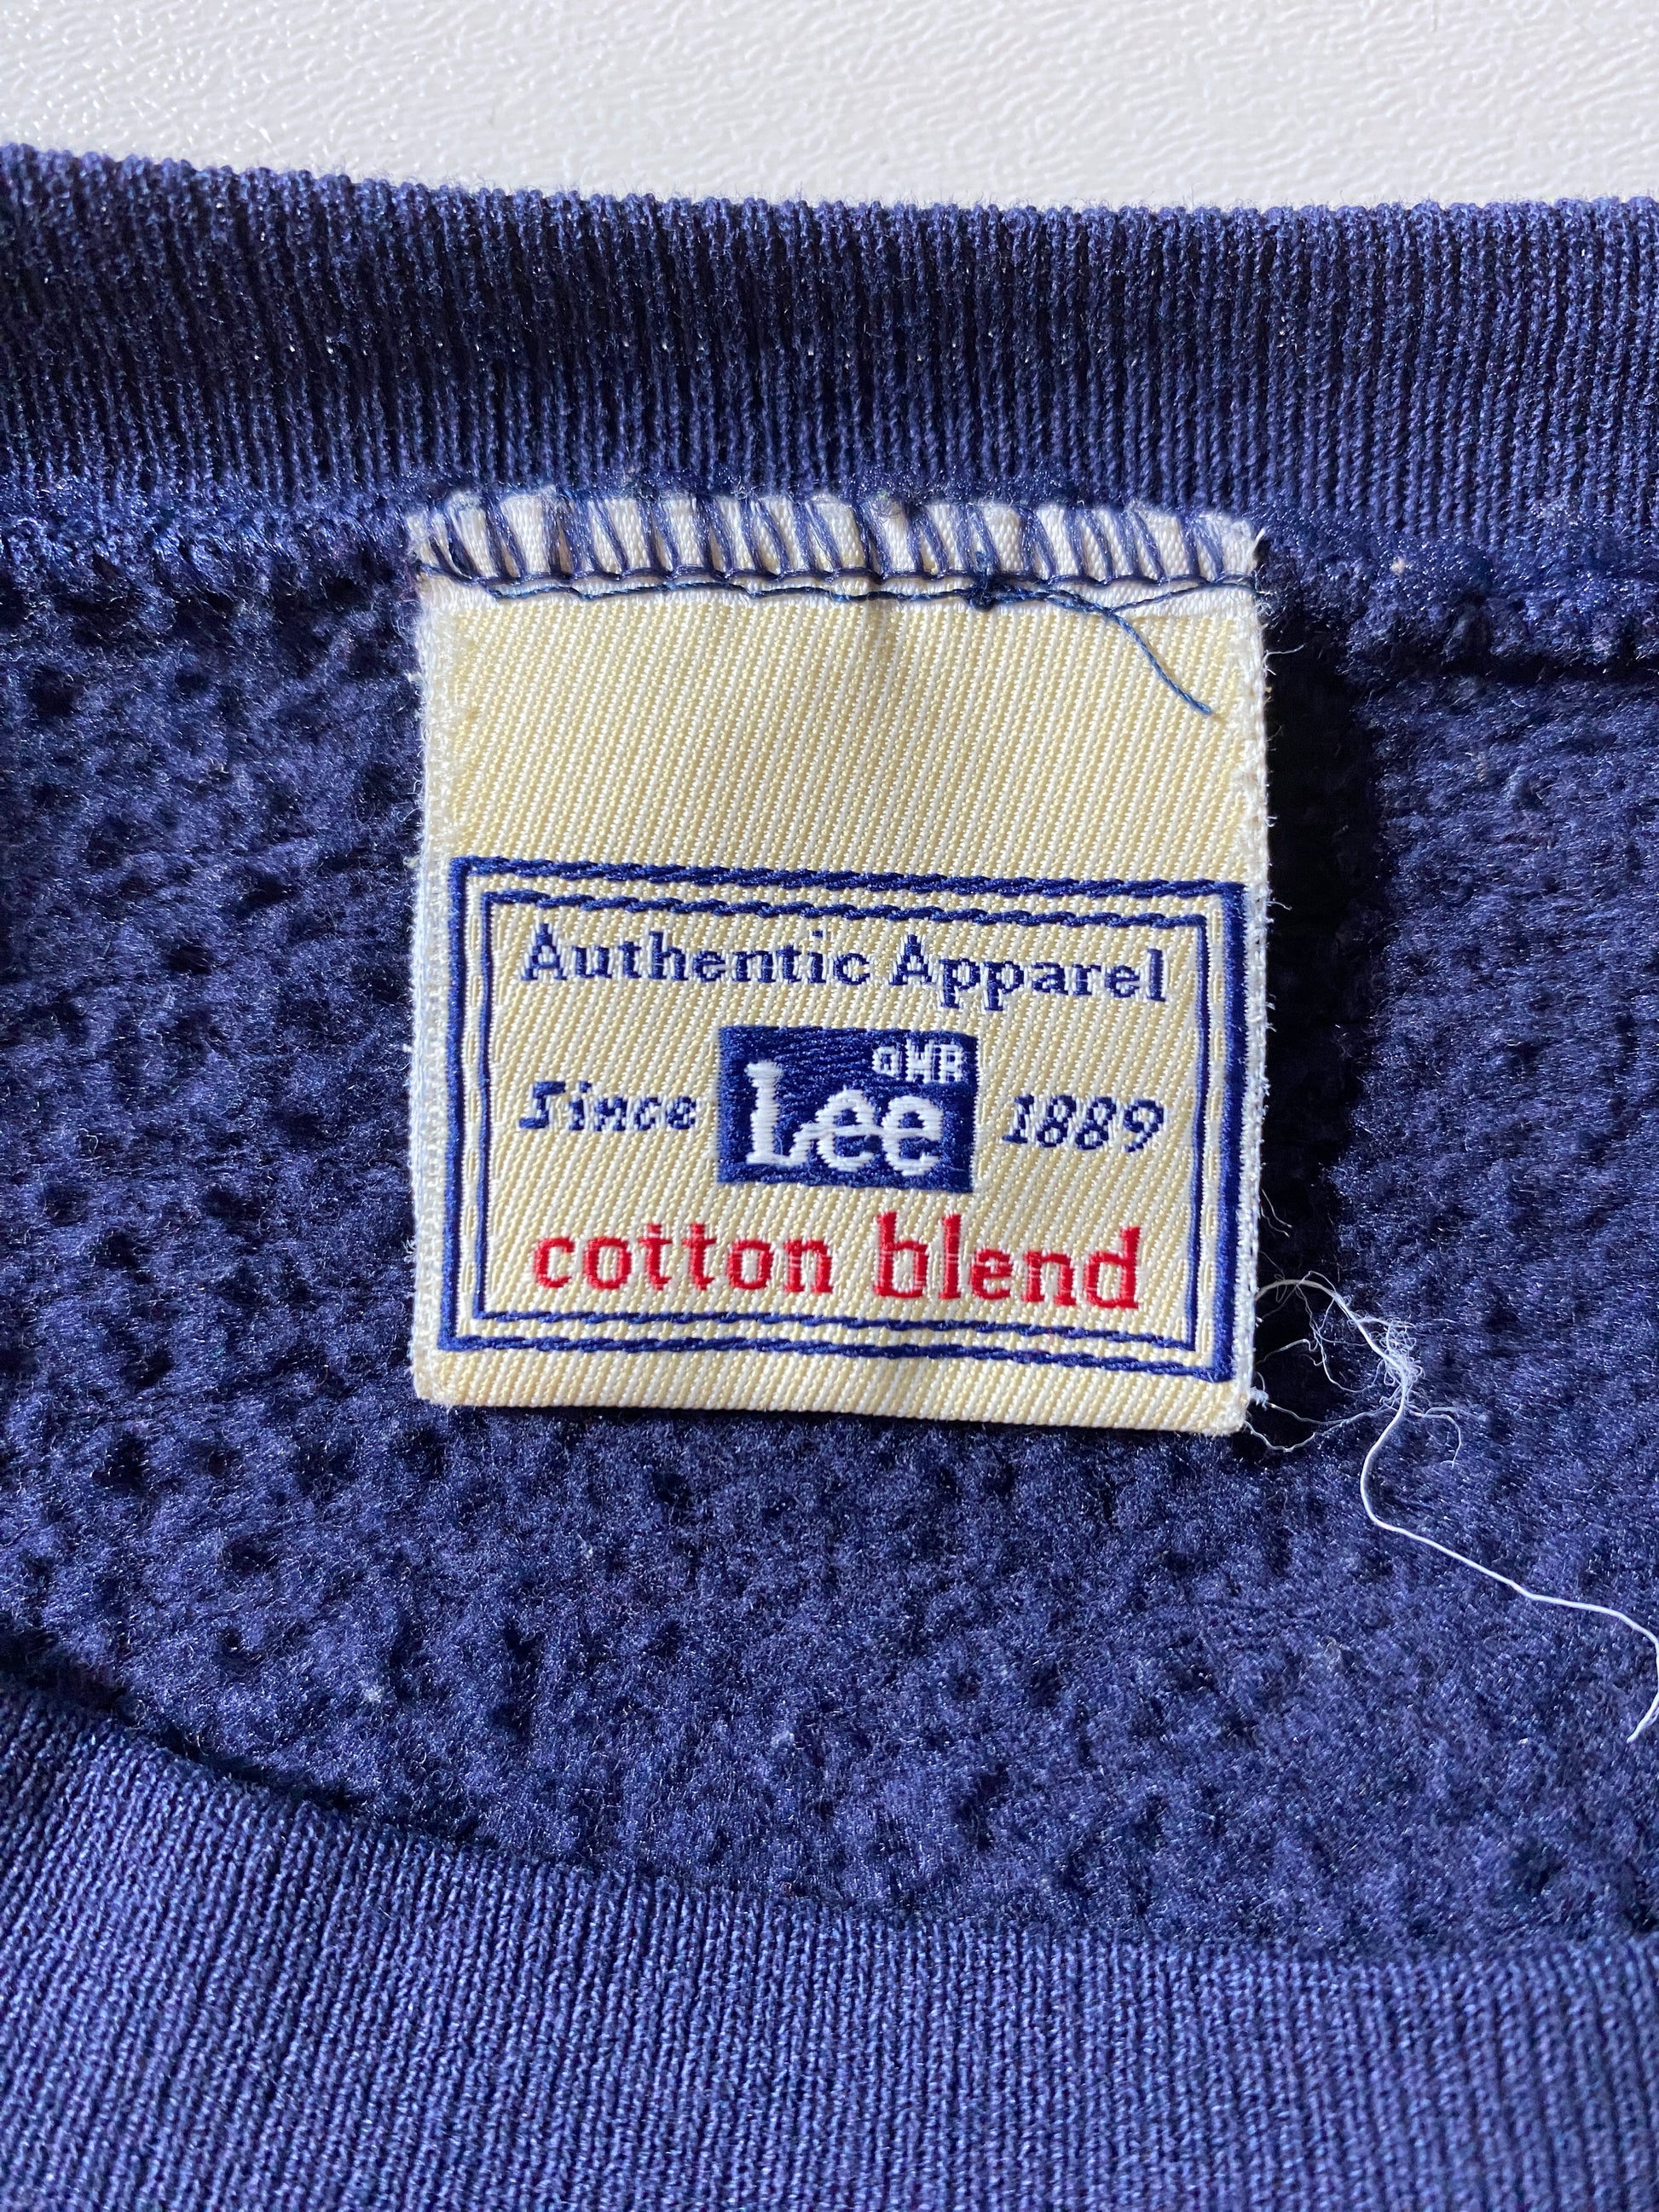 Authentic Apparel
Since Lee MR 1889
cotton blend